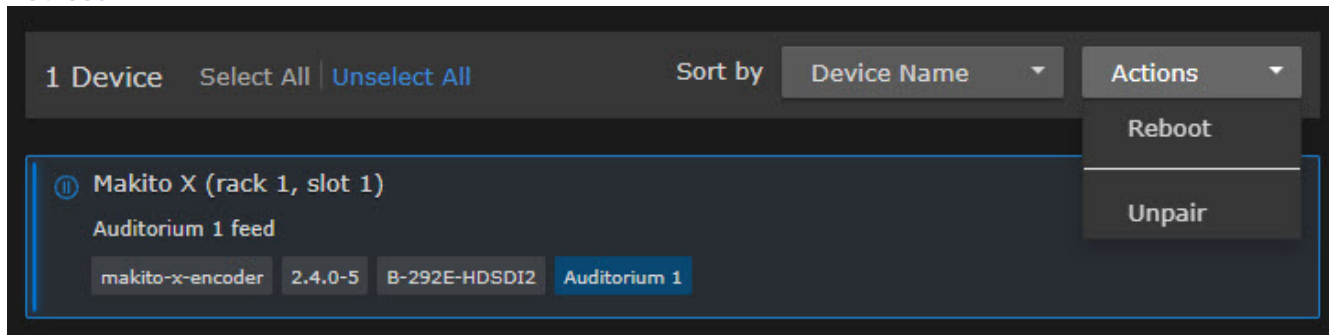 1 Device Select All Unselect All Sort by Device Name Actions
Reboot
Unpair
Makito X (rack 1, slot 1)
Auditorium 1 feed
makito-x-encoder 2.4.0-5 B-292E-HDSDI2 Auditorium 1